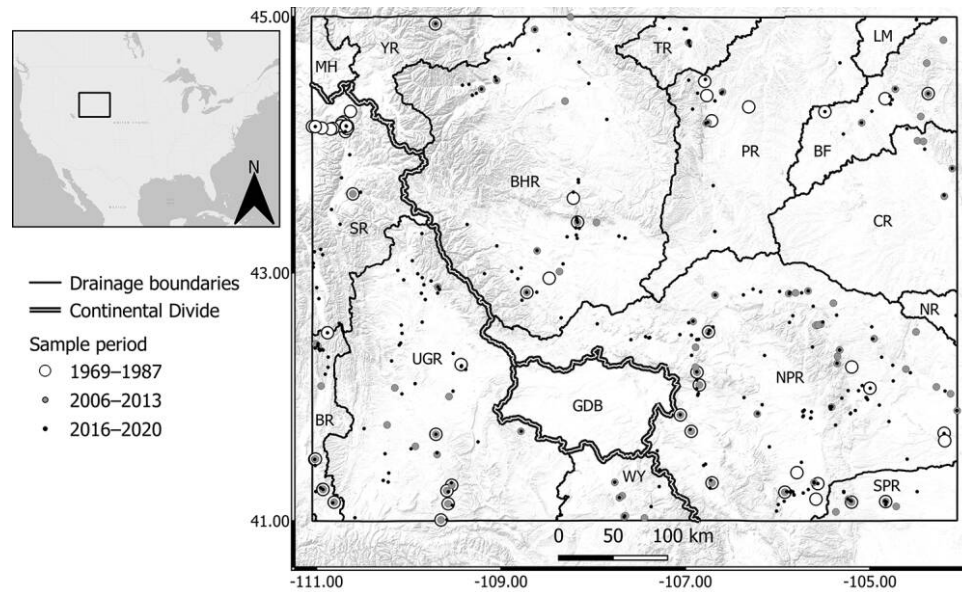 45.00
YR
MH
TR
LM
N
BHR
PR
BF
SR
CR
43.00
Drainage boundaries
Continental Divide
Sample period
1969–1987
2006–2013
2016–2020
UGR
NR
NPR
GDB
BR
WY
SPR
41.00
0 50 100 km
-111.00 -109.00 -107.00 -105.00